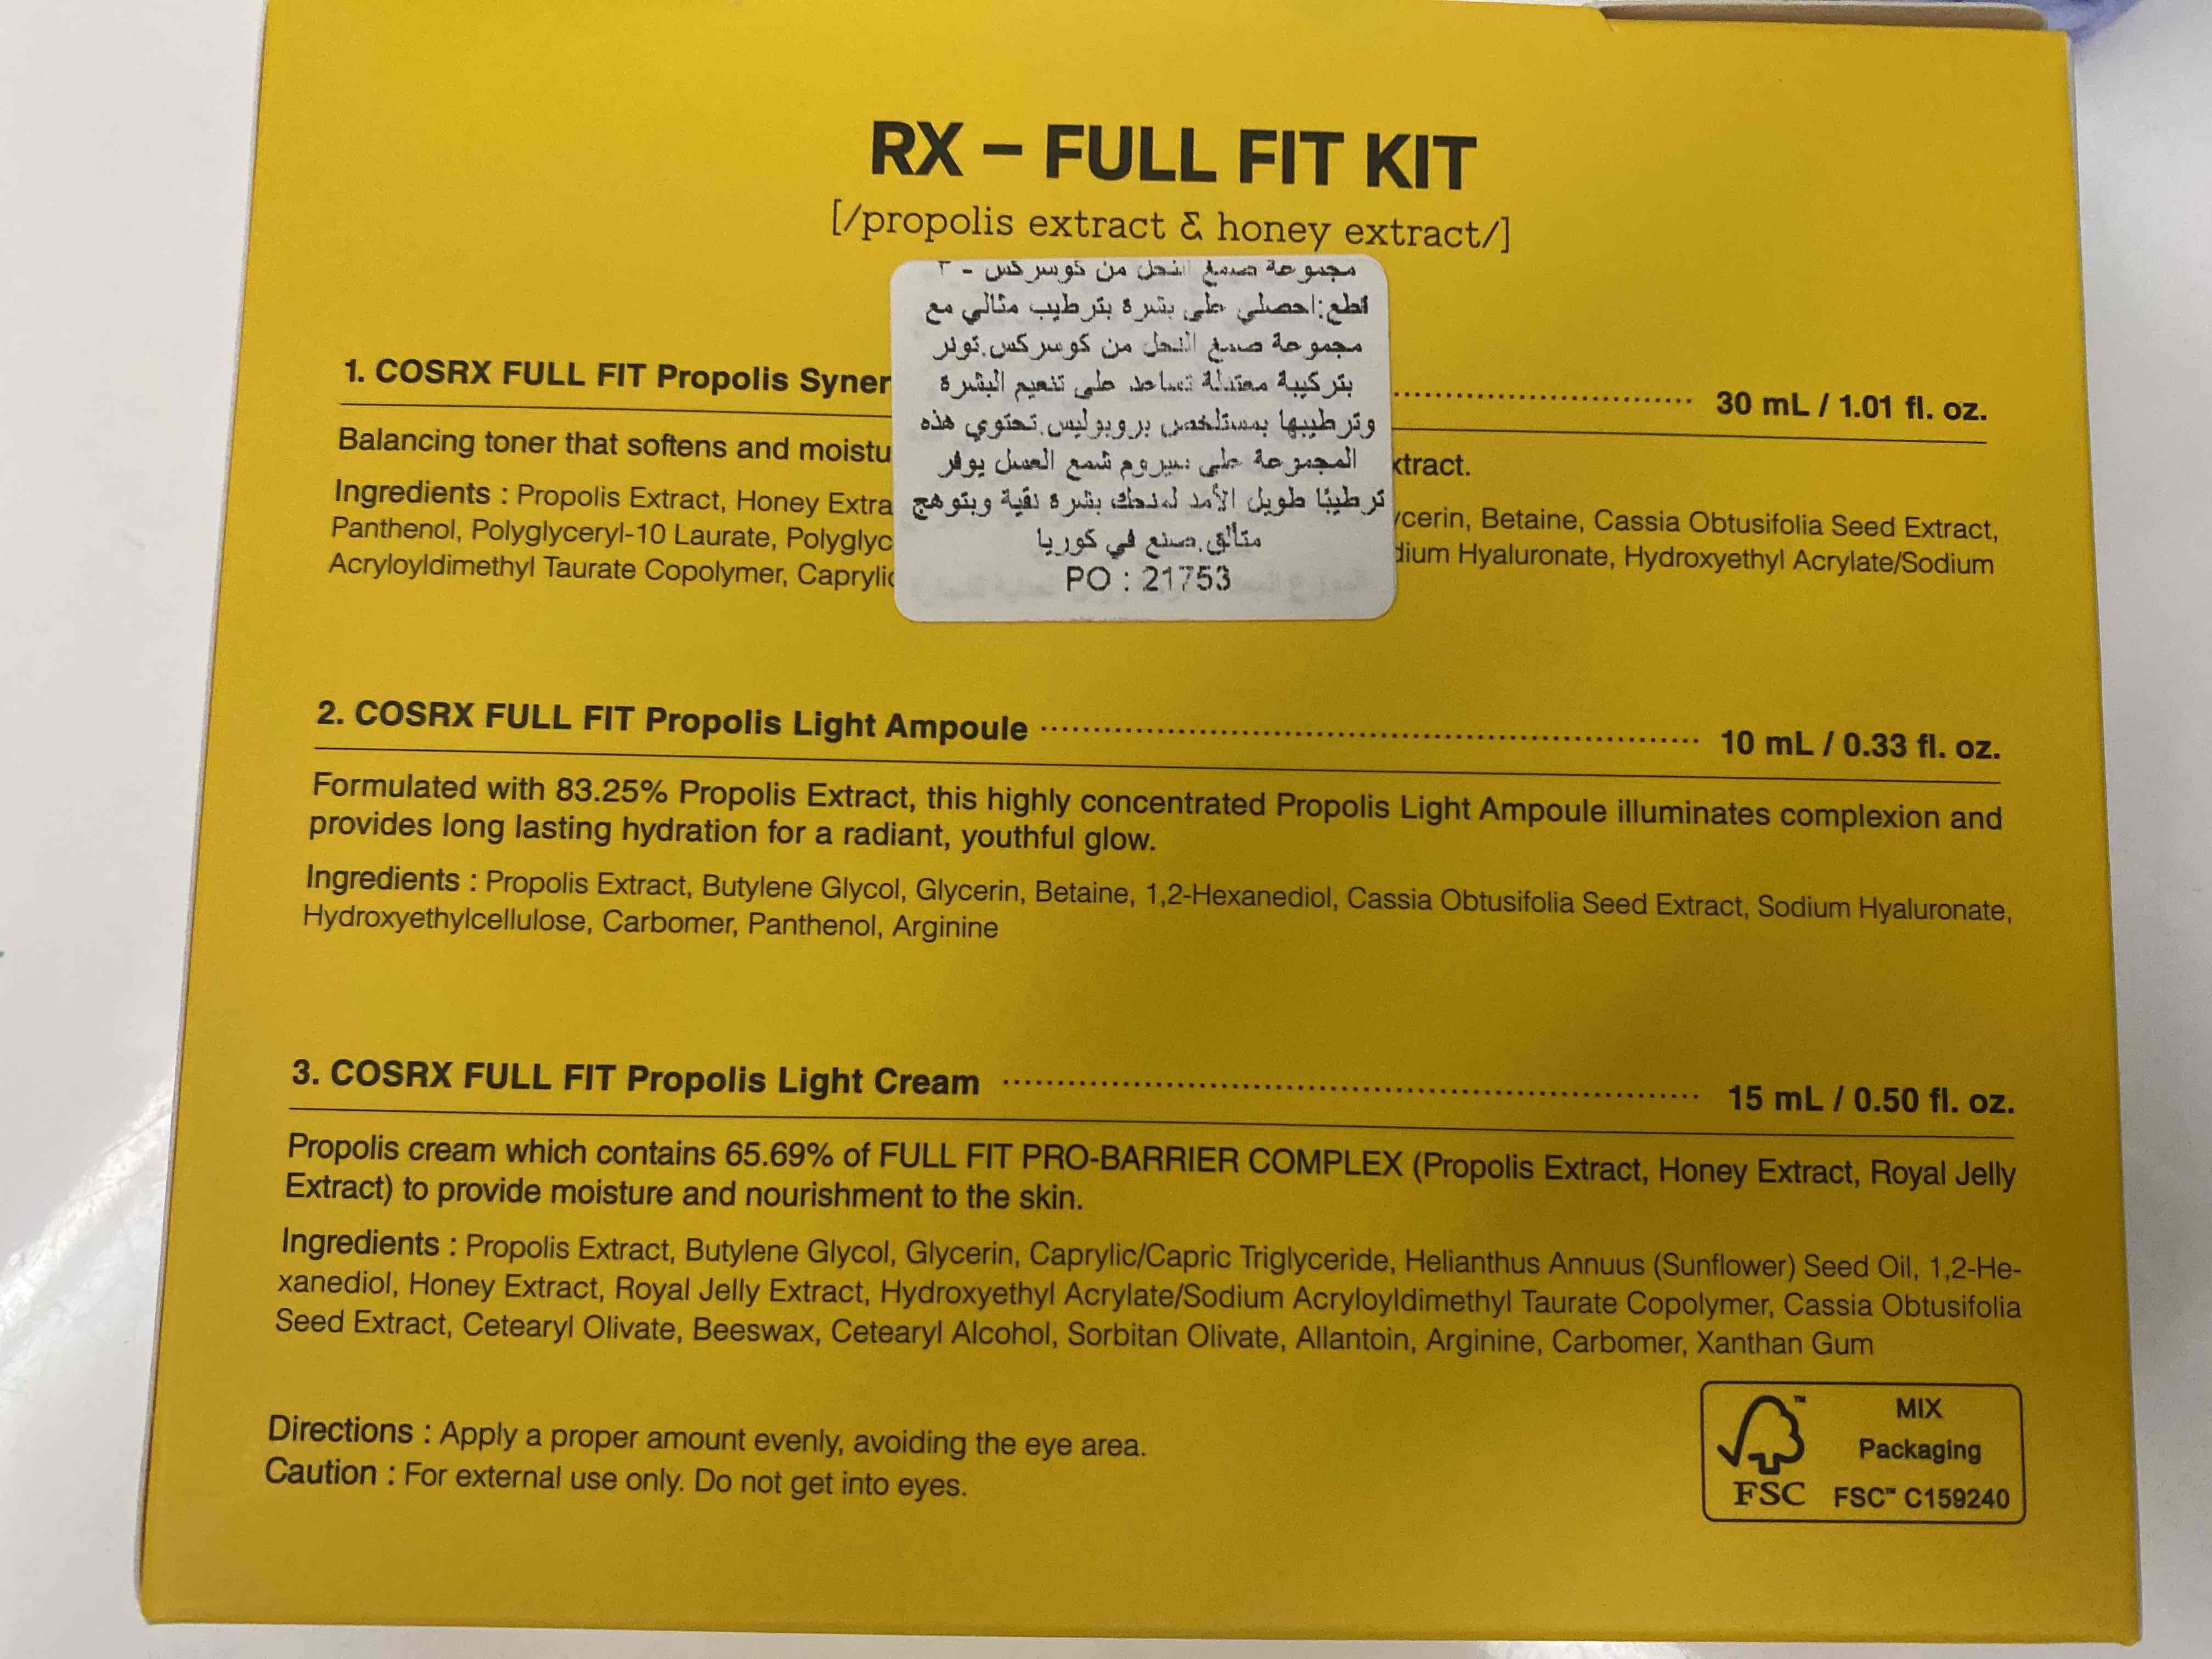 RX – FULL FIT KIT
[/propolis extract & honey extract/]
مجموعة صمغ النحل من كوسركس - ٣
قطع:احصلي على بشرة بترطيب مثالي مع
مجموعة صمغ النحل من كوسركس.تونر
بتركيبة معتدلة تساعد على تنعيم البشرة
وترطيبها بمستلخص بروبوليس.تحتوي هذه
المجموعة على سيروم شمع العسل يوفر
ترطيبًا طويل الأمد لمنحك بشرة نقية وبتوهج
متألق.صنع في كوريا
PO : 21753
1. COSRX FULL FIT Propolis Syner 30 mL / 1.01 fl. oz.
Balancing toner that softens and moistu xtract.
Ingredients : Propolis Extract, Honey Extra ycerin, Betaine, Cassia Obtusifolia Seed Extract,
Panthenol, Polyglyceryl-10 Laurate, Polyglyc dium Hyaluronate, Hydroxyethyl Acrylate/Sodium
Acryloyldimethyl Taurate Copolymer, Caprylic
2. COSRX FULL FIT Propolis Light Ampoule 10 mL / 0.33 fl. oz.
Formulated with 83.25% Propolis Extract, this highly concentrated Propolis Light Ampoule illuminates complexion and
provides long lasting hydration for a radiant, youthful glow.
Ingredients : Propolis Extract, Butylene Glycol, Glycerin, Betaine, 1,2-Hexanediol, Cassia Obtusifolia Seed Extract, Sodium Hyaluronate,
Hydroxyethylcellulose, Carbomer, Panthenol, Arginine
3. COSRX FULL FIT Propolis Light Cream 15 mL / 0.50 fl. oz.
Propolis cream which contains 65.69% of FULL FIT PRO-BARRIER COMPLEX (Propolis Extract, Honey Extract, Royal Jelly
Extract) to provide moisture and nourishment to the skin.
Ingredients : Propolis Extract, Butylene Glycol, Glycerin, Caprylic/Capric Triglyceride, Helianthus Annuus (Sunflower) Seed Oil, 1,2-He-
xanediol, Honey Extract, Royal Jelly Extract, Hydroxyethyl Acrylate/Sodium Acryloyldimethyl Taurate Copolymer, Cassia Obtusifolia
Seed Extract, Cetearyl Olivate, Beeswax, Cetearyl Alcohol, Sorbitan Olivate, Allantoin, Arginine, Carbomer, Xanthan Gum
Directions : Apply a proper amount evenly, avoiding the eye area.
Caution : For external use only. Do not get into eyes.
MIX
Packaging
FSC FSC™ C159240